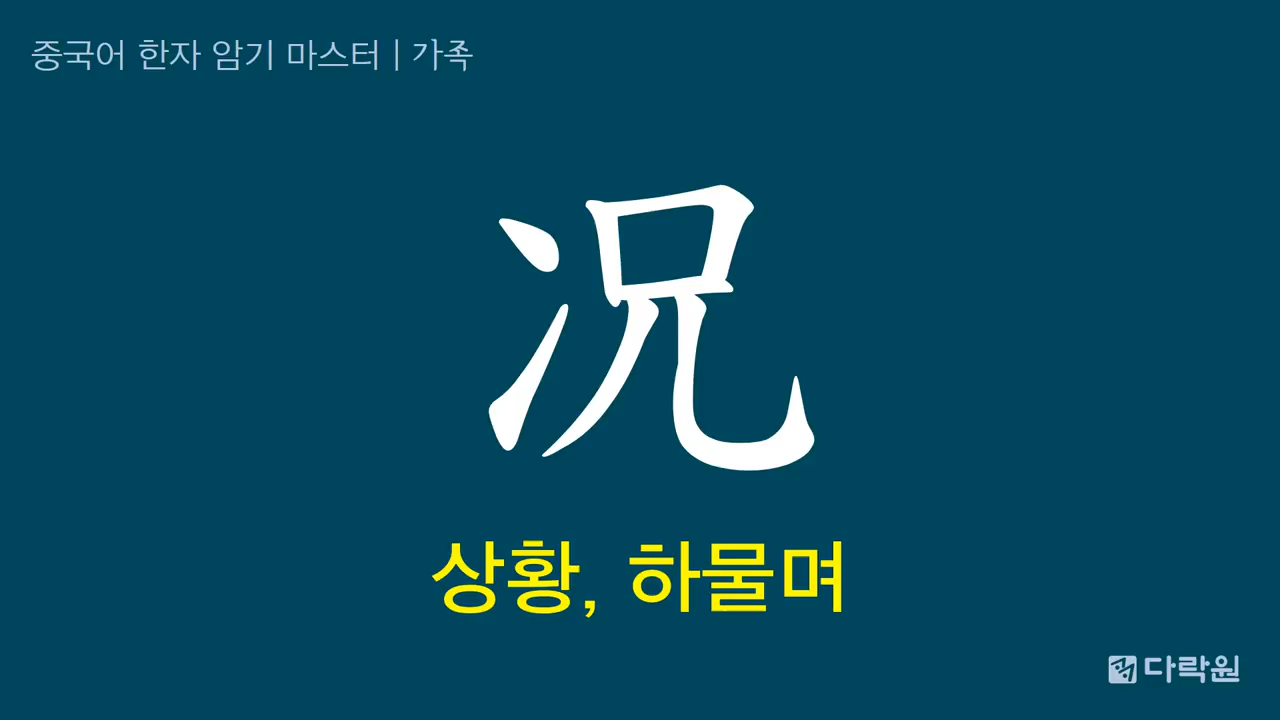 중국어 한자 암기 마스터 | 가족
况
상황, 하물며
다락원